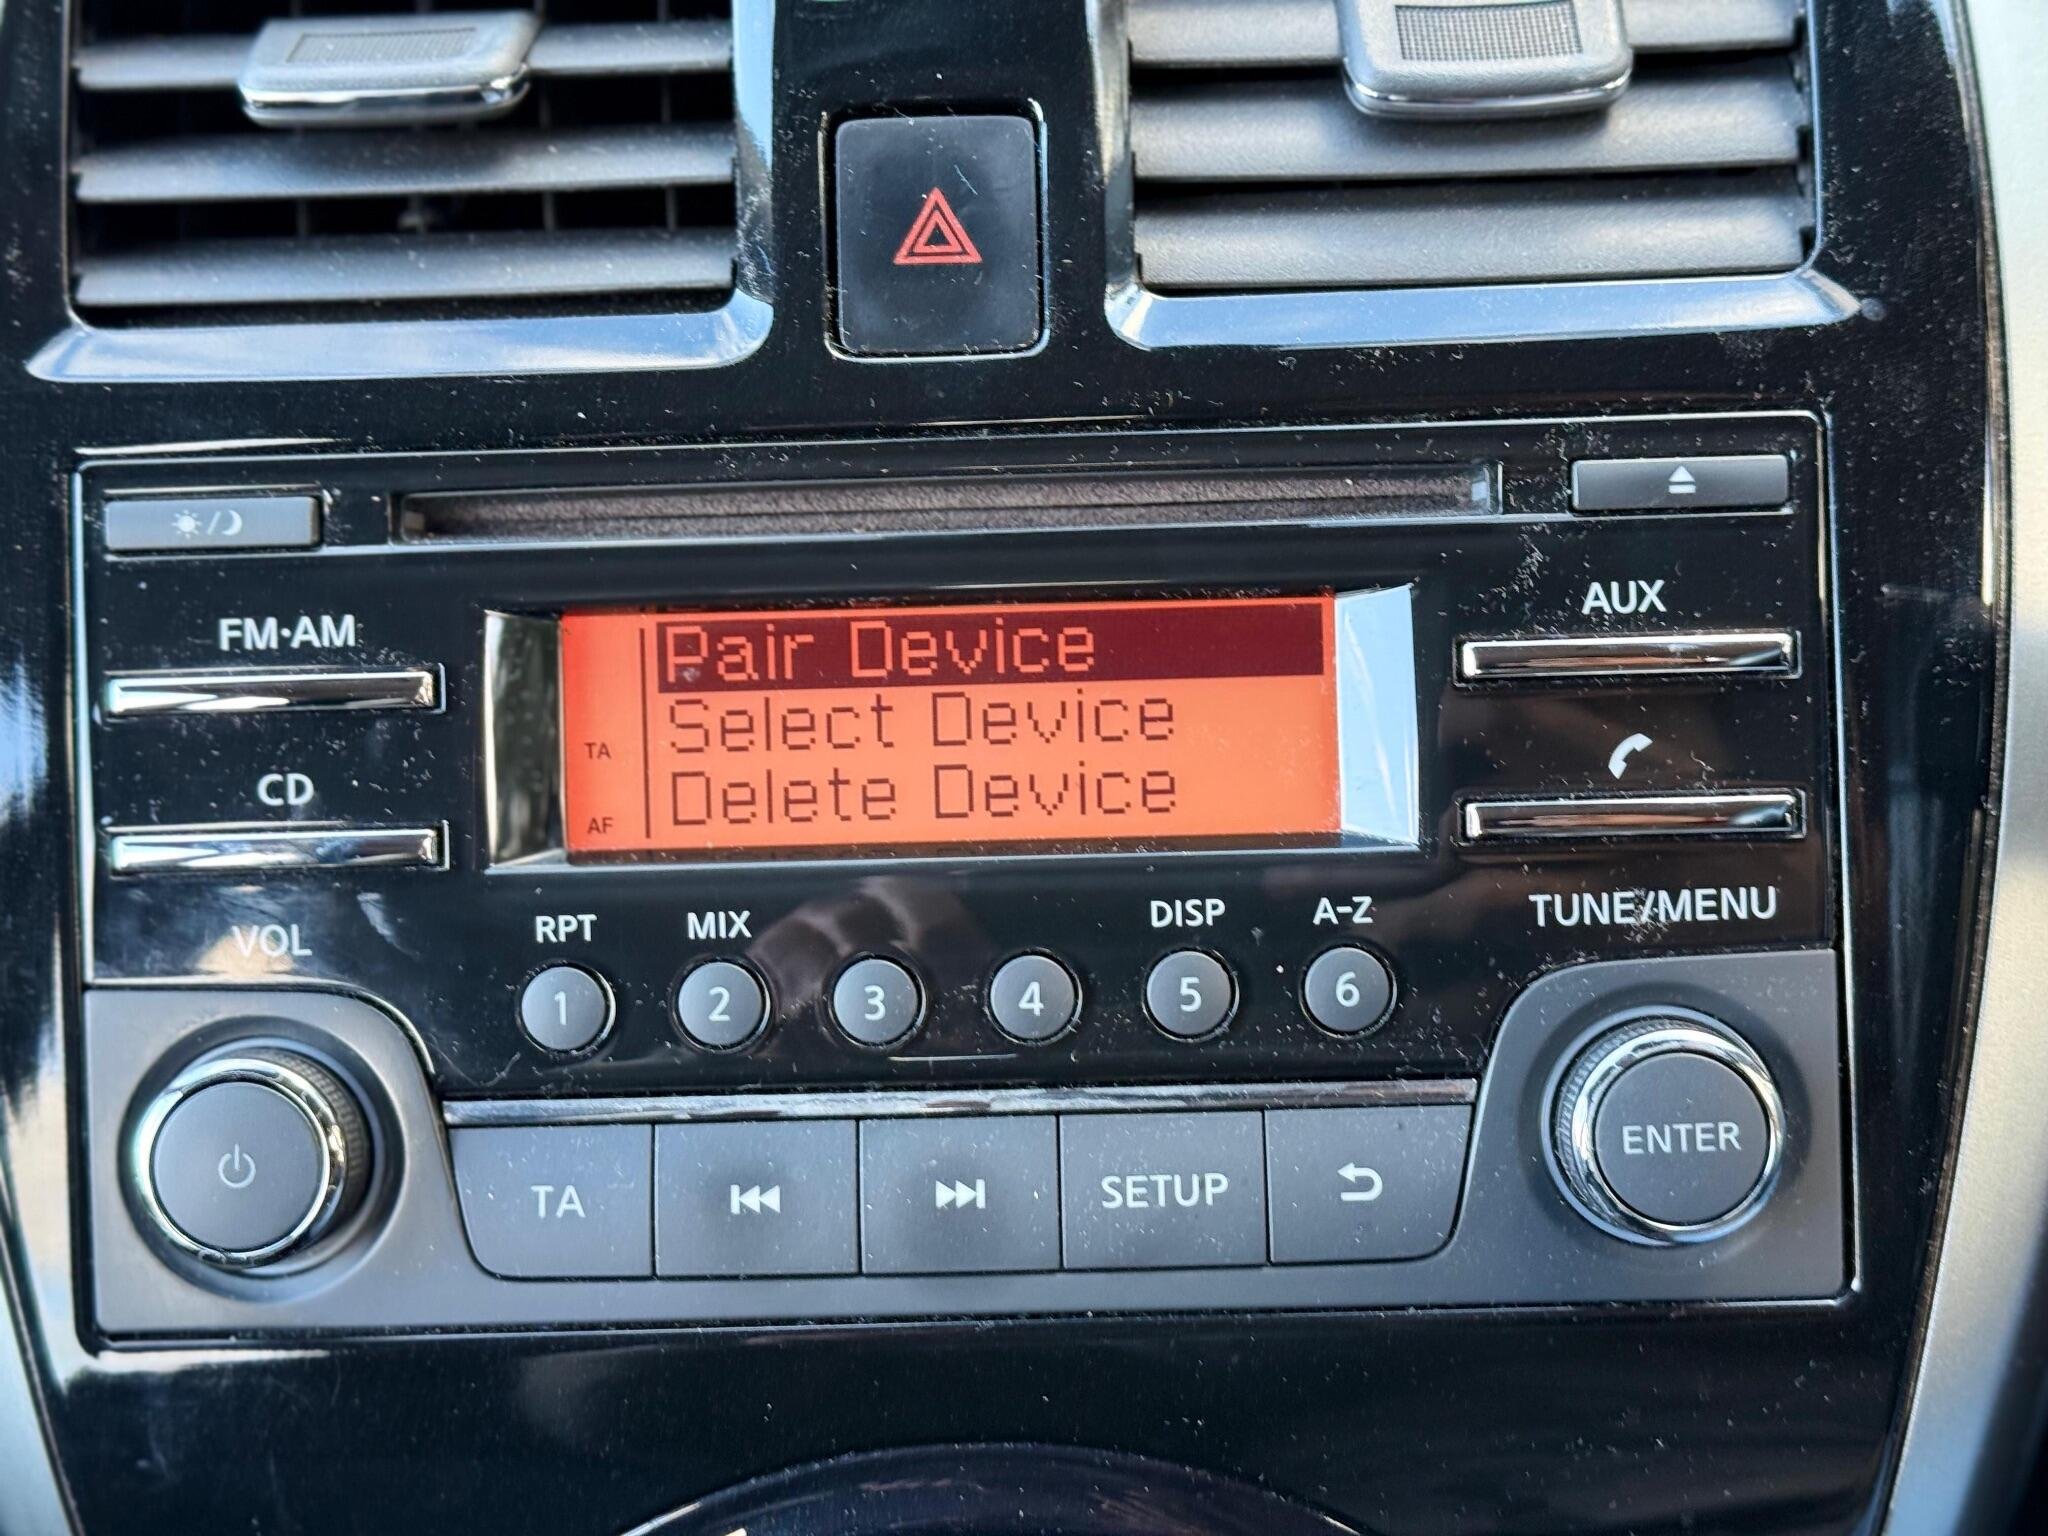 FM·AM
AUX
Pair Device
Select Device
TA
Delete Device
AF
CD
VOL
RPT
MIX
DISP
A-Z
TUNE/MENU
1
2
3
4
5
6
TA
SETUP
ENTER